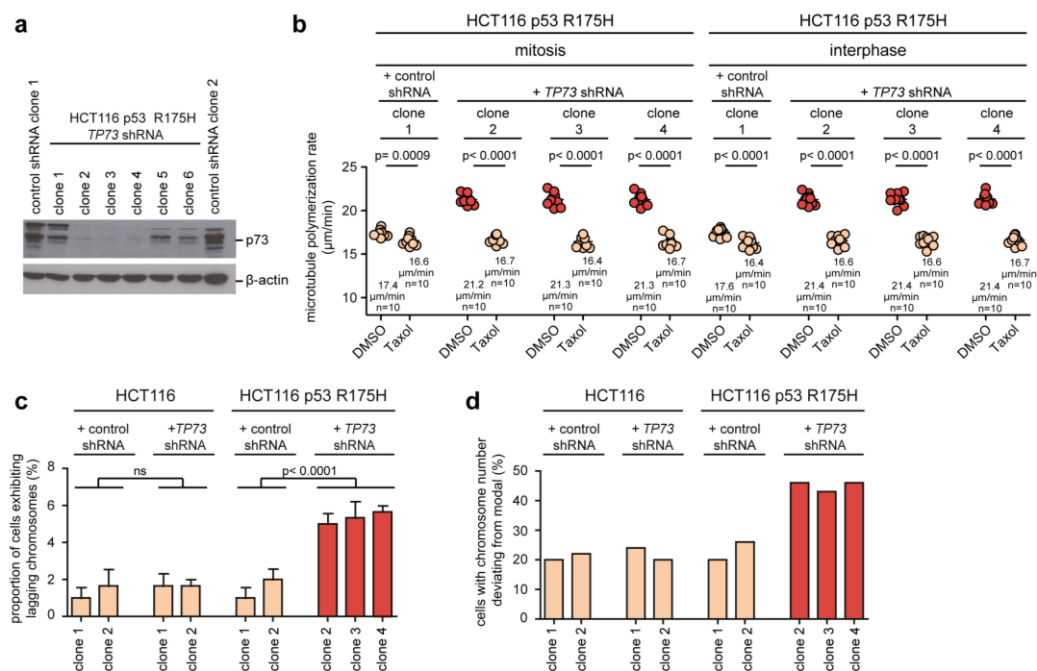 a
control shRNA clone 1
HCT116 p53 R175H
TP73 shRNA
clone 1
clone 2
clone 3
clone 4
clone 5
clone 6
control shRNA clone 2
p73
β-actin
b
HCT116 p53 R175H
HCT116 p53 R175H
mitosis
interphase
+ control
shRNA
+ TP73 shRNA
+ control
shRNA
+ TP73 shRNA
clone
1
clone
2
clone
3
clone
4
clone
1
clone
2
clone
3
clone
4
p= 0.0009
p< 0.0001
p< 0.0001
p< 0.0001
p< 0.0001
p< 0.0001
p< 0.0001
p< 0.0001
microtubule polymerization rate
(µm/min)
25
20
15
10
17.4
µm/min
n=10
16.6
µm/min
n=10
21.2
µm/min
n=10
16.7
µm/min
n=10
21.3
µm/min
n=10
16.4
µm/min
n=10
21.3
µm/min
n=10
16.7
µm/min
n=10
17.6
µm/min
n=10
16.4
µm/min
n=10
21.4
µm/min
n=10
16.6
µm/min
n=10
21.4
µm/min
n=10
16.6
µm/min
n=10
21.4
µm/min
n=10
16.7
µm/min
n=10
DMSO
Taxol
DMSO
Taxol
DMSO
Taxol
DMSO
Taxol
DMSO
Taxol
DMSO
Taxol
DMSO
Taxol
DMSO
Taxol
c
HCT116
HCT116 p53 R175H
+ control
shRNA
+TP73
shRNA
+ control
shRNA
+ TP73
shRNA
ns
p< 0.0001
proportion of cells exhibiting
lagging chromosomes (%)
8
6
4
2
0
clone 1
clone 2
clone 1
clone 2
clone 1
clone 2
clone 2
clone 3
clone 4
d
HCT116
HCT116 p53 R175H
+ control
shRNA
+ TP73
shRNA
+ control
shRNA
+ TP73
shRNA
cells with chromosome number
deviating from modal (%)
50
40
30
20
10
0
clone 1
clone 2
clone 1
clone 2
clone 1
clone 2
clone 2
clone 3
clone 4